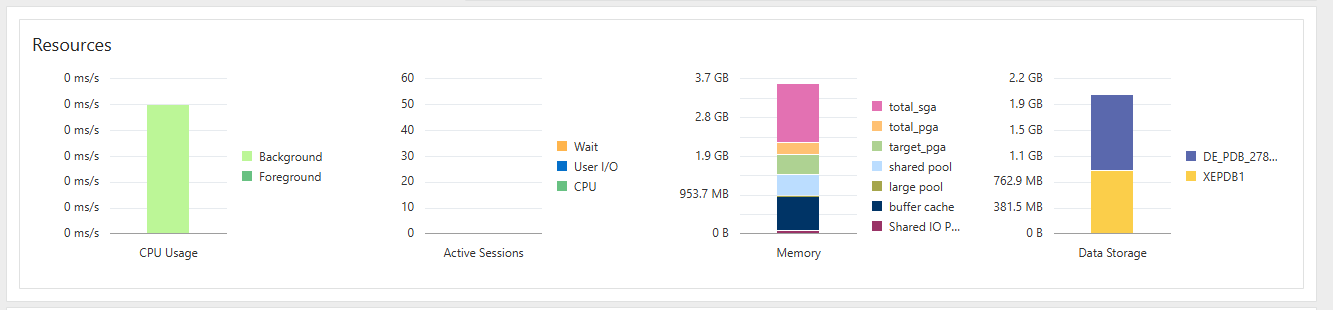 Resources
0 ms/s
0 ms/s
0 ms/s
0 ms/s
0 ms/s
0 ms/s
0 ms/s
CPU Usage
Background
Foreground
60
50
40
30
20
10
0
Active Sessions
Wait
User I/O
CPU
3.7 GB
2.8 GB
1.9 GB
953.7 MB
0 B
Memory
total_sga
total_pga
target_pga
shared pool
large pool
buffer cache
Shared IO P...
2.2 GB
1.9 GB
1.5 GB
1.1 GB
762.9 MB
381.5 MB
0 B
Data Storage
DE_PDB_278...
XEPDB1